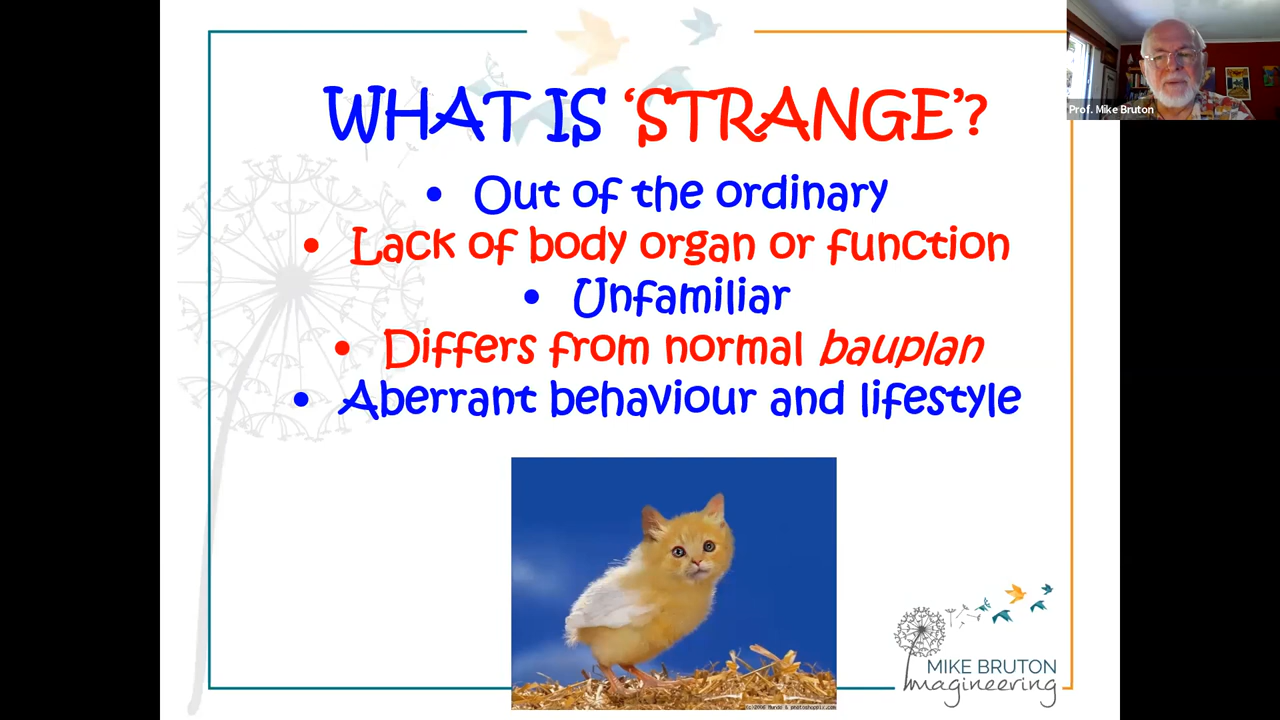 WHAT IS ‘STRANGE’?
• Out of the ordinary
• Lack of body organ or function
• Unfamiliar
• Differs from normal bauplan
• Aberrant behaviour and lifestyle
Prof. Mike Bruton
MIKE BRUTON
Imagineering